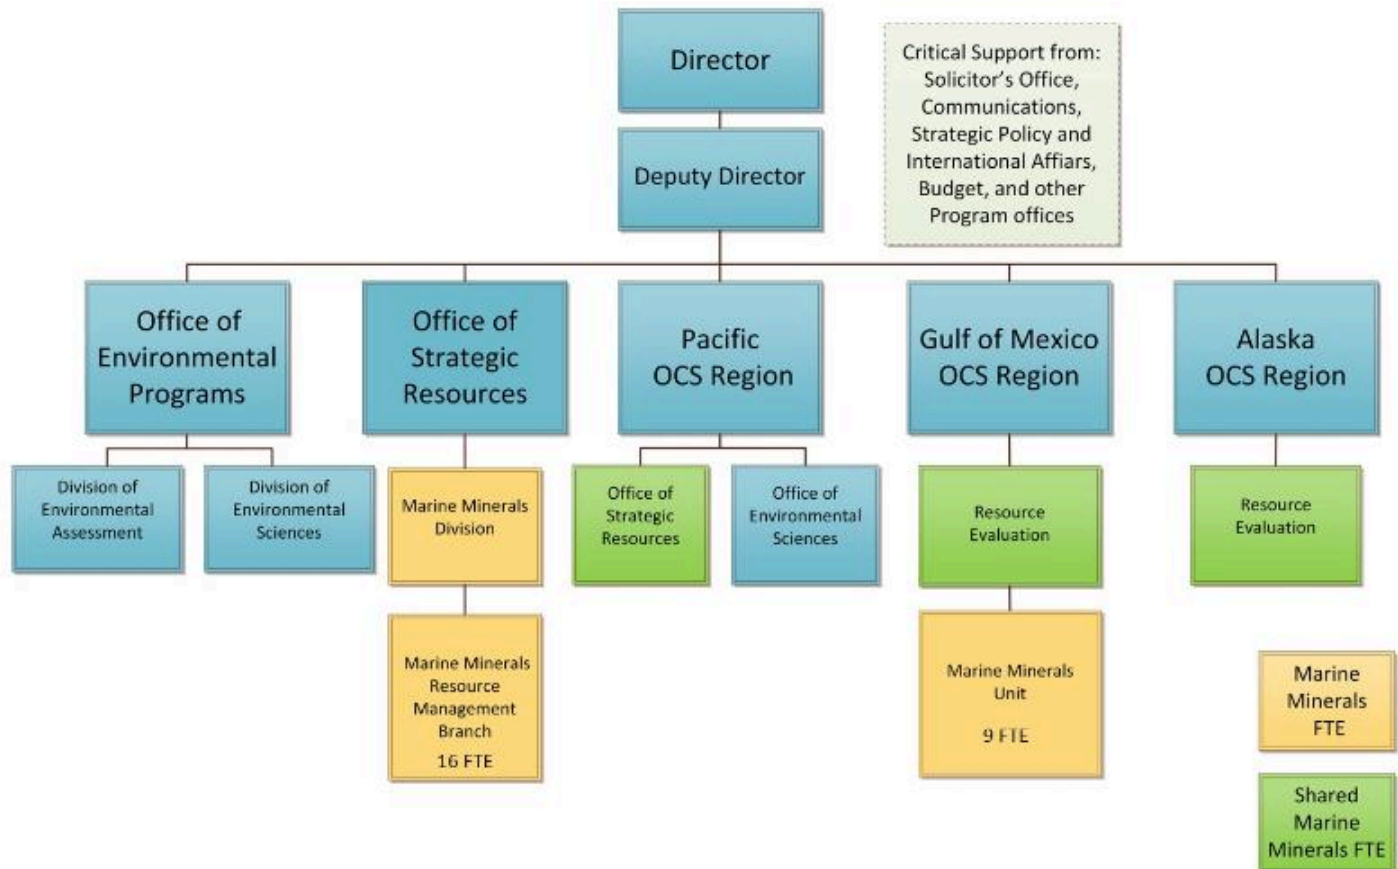 Director
Critical Support from:
Solicitor's Office,
Communications,
Strategic Policy and
International Affiars,
Budget, and other
Program offices
Deputy Director
Office of
Environmental
Programs
Office of
Strategic
Resources
Pacific
OCS Region
Gulf of Mexico
OCS Region
Alaska
OCS Region
Division of
Environmental
Assessment
Division of
Environmental
Sciences
Marine Minerals
Division
Office of
Strategic
Resources
Office of
Environmental
Sciences
Resource
Evaluation
Resource
Evaluation
Marine Minerals
Resource
Management
Branch
16 FTE
Marine Minerals
Unit
9 FTE
Marine
Minerals
FTE
Shared
Marine
Minerals FTE